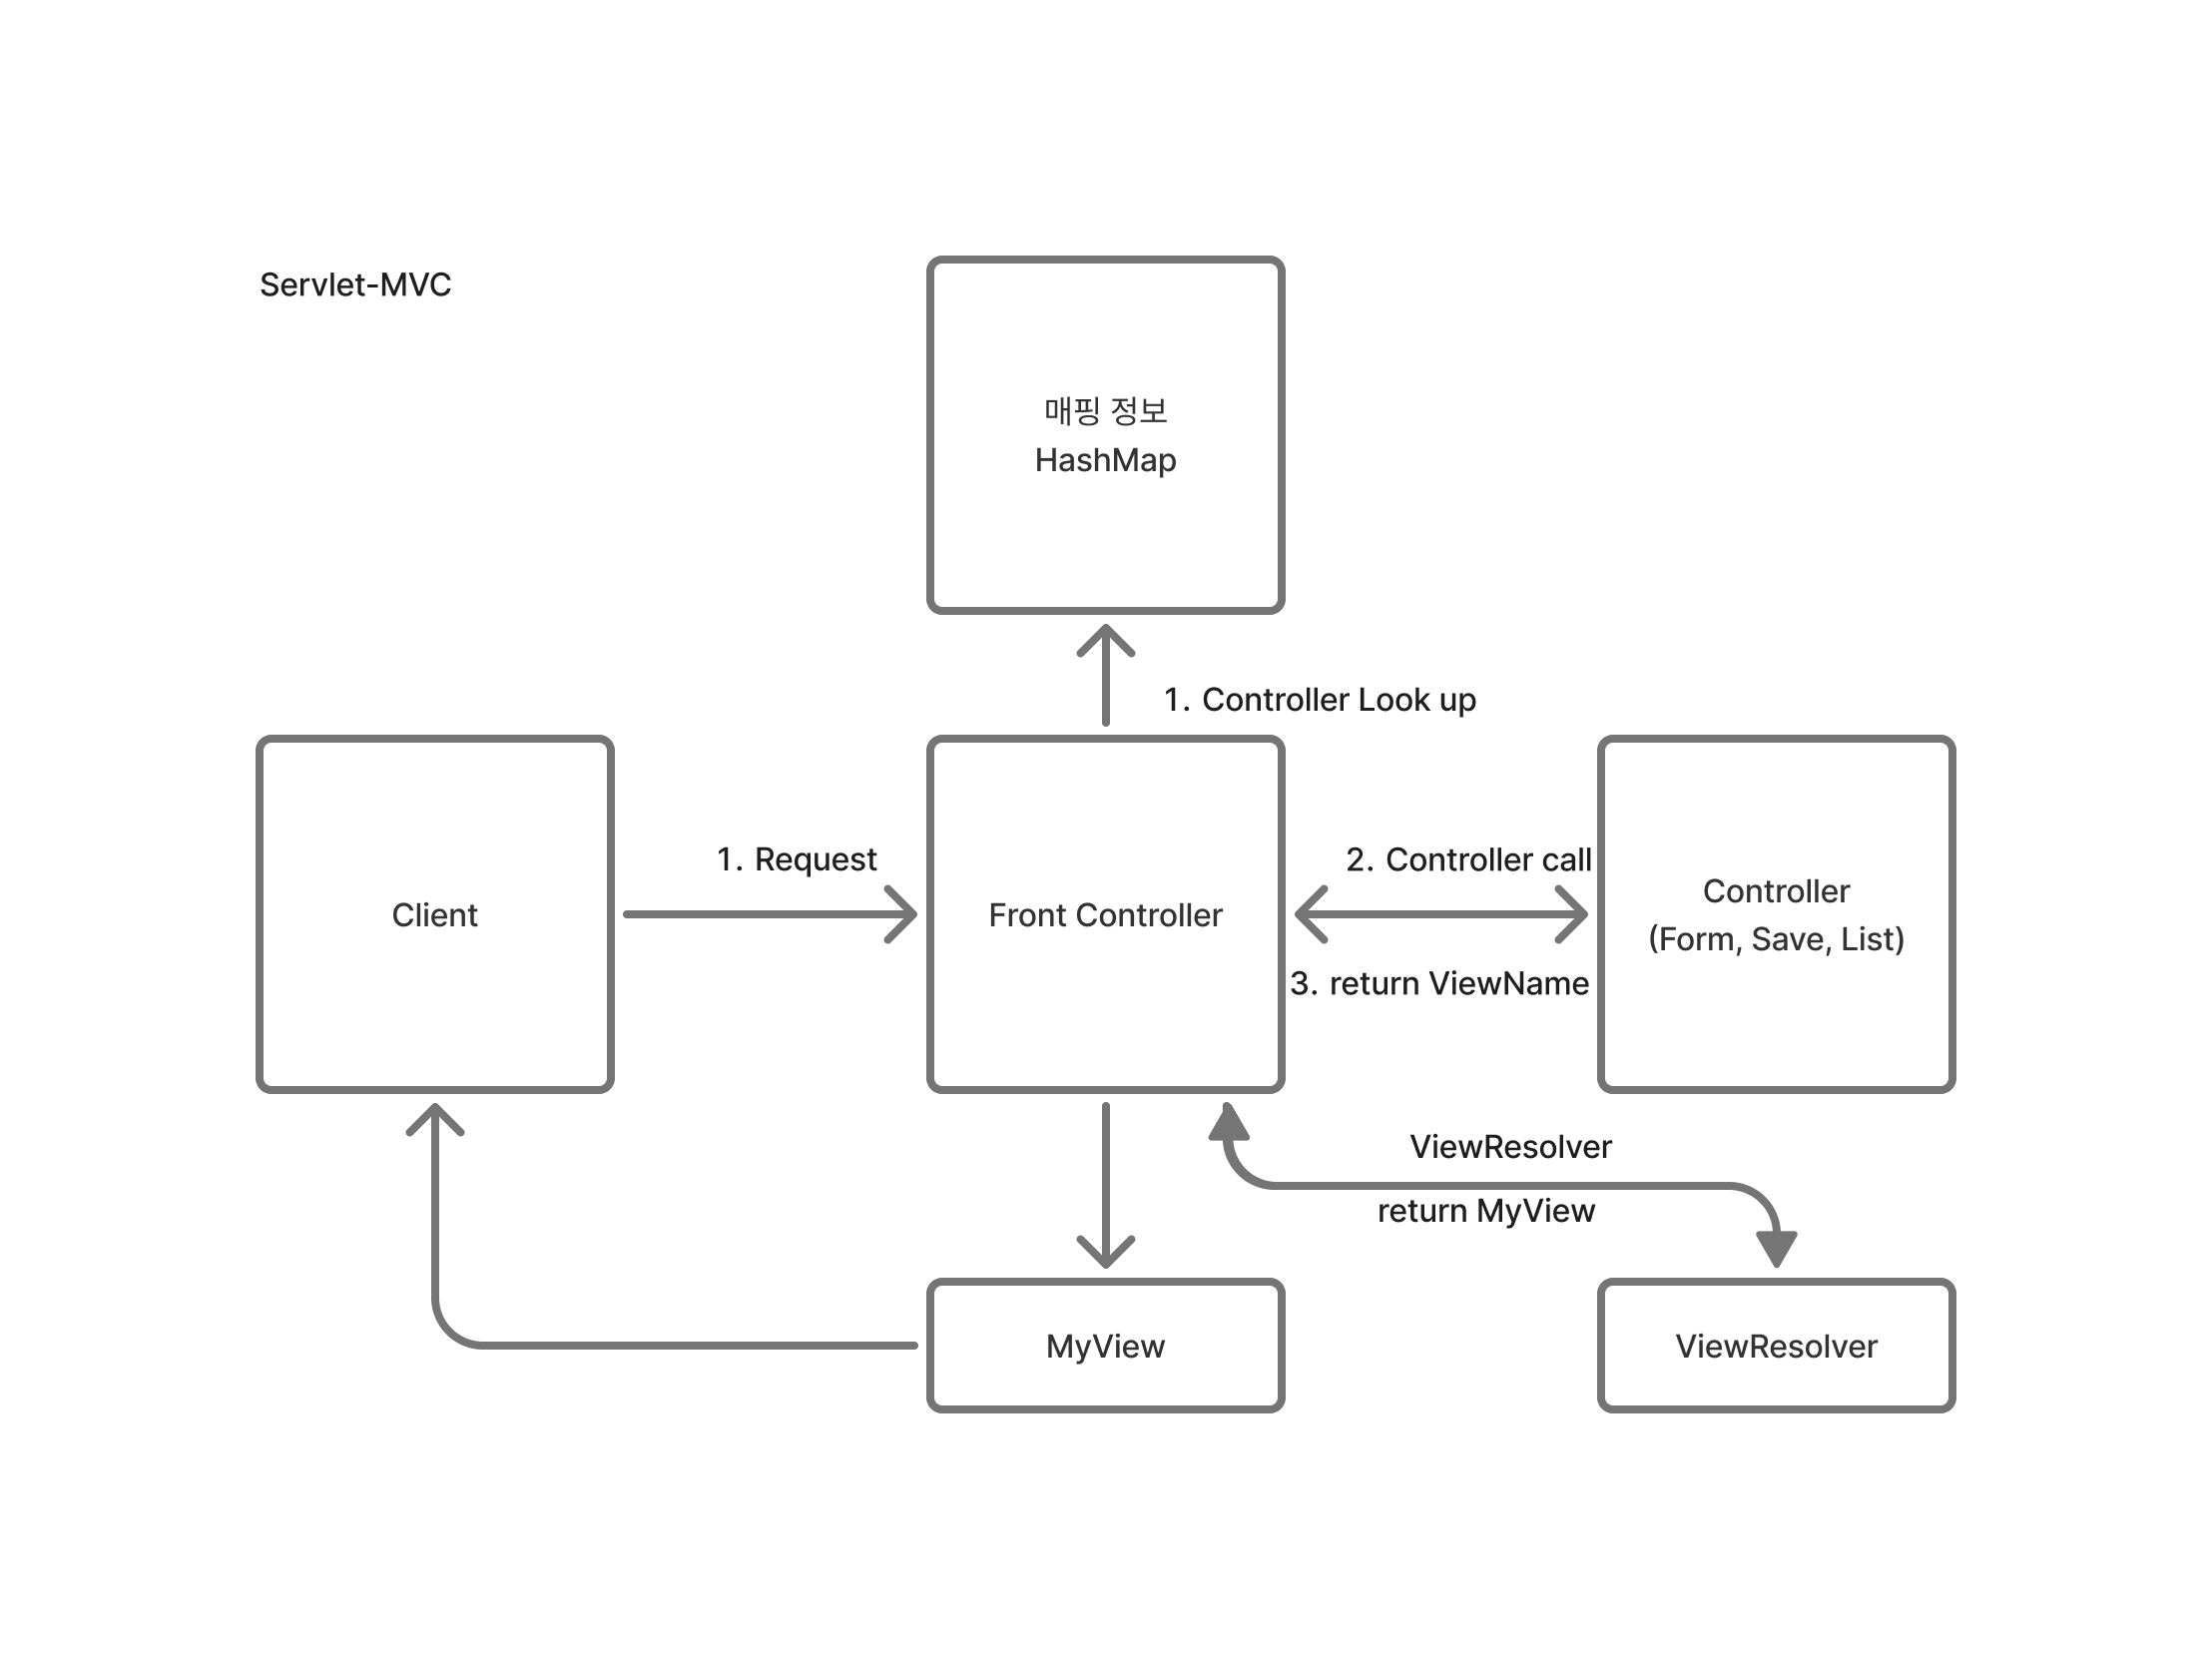 Servlet-MVC
매핑 정보
HashMap
1. Controller Look up
Client
1. Request
Front Controller
2. Controller call
3. return ViewName
Controller
(Form, Save, List)
ViewResolver
return MyView
MyView
ViewResolver